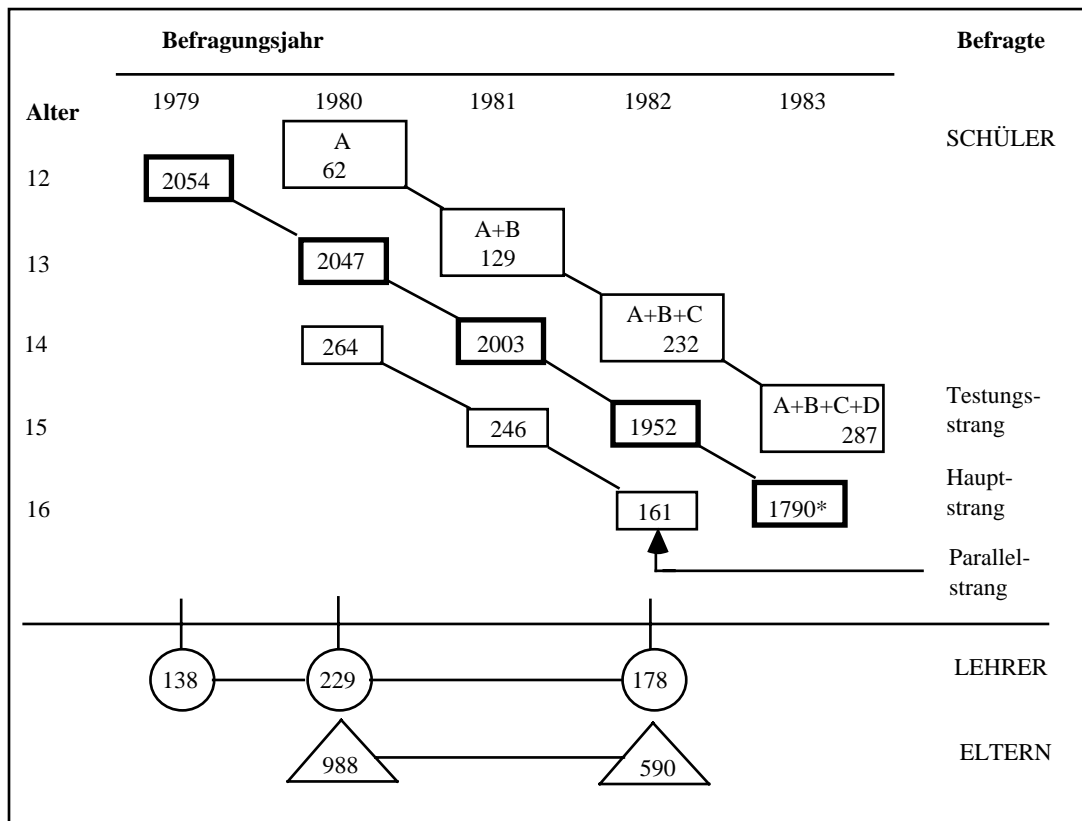 Befragungsjahr Befragte
1979 1980 1981 1982 1983
Alter
SCHÜLER
A
62
12
2054
A+B
129
13
2047
A+B+C
232
14
264
2003
A+B+C+D
287
Testungs-
strang
15
246
1952
Haupt-
strang
16
161
1790*
Parallel-
strang
138 229 178 LEHRER
988 590 ELTERN